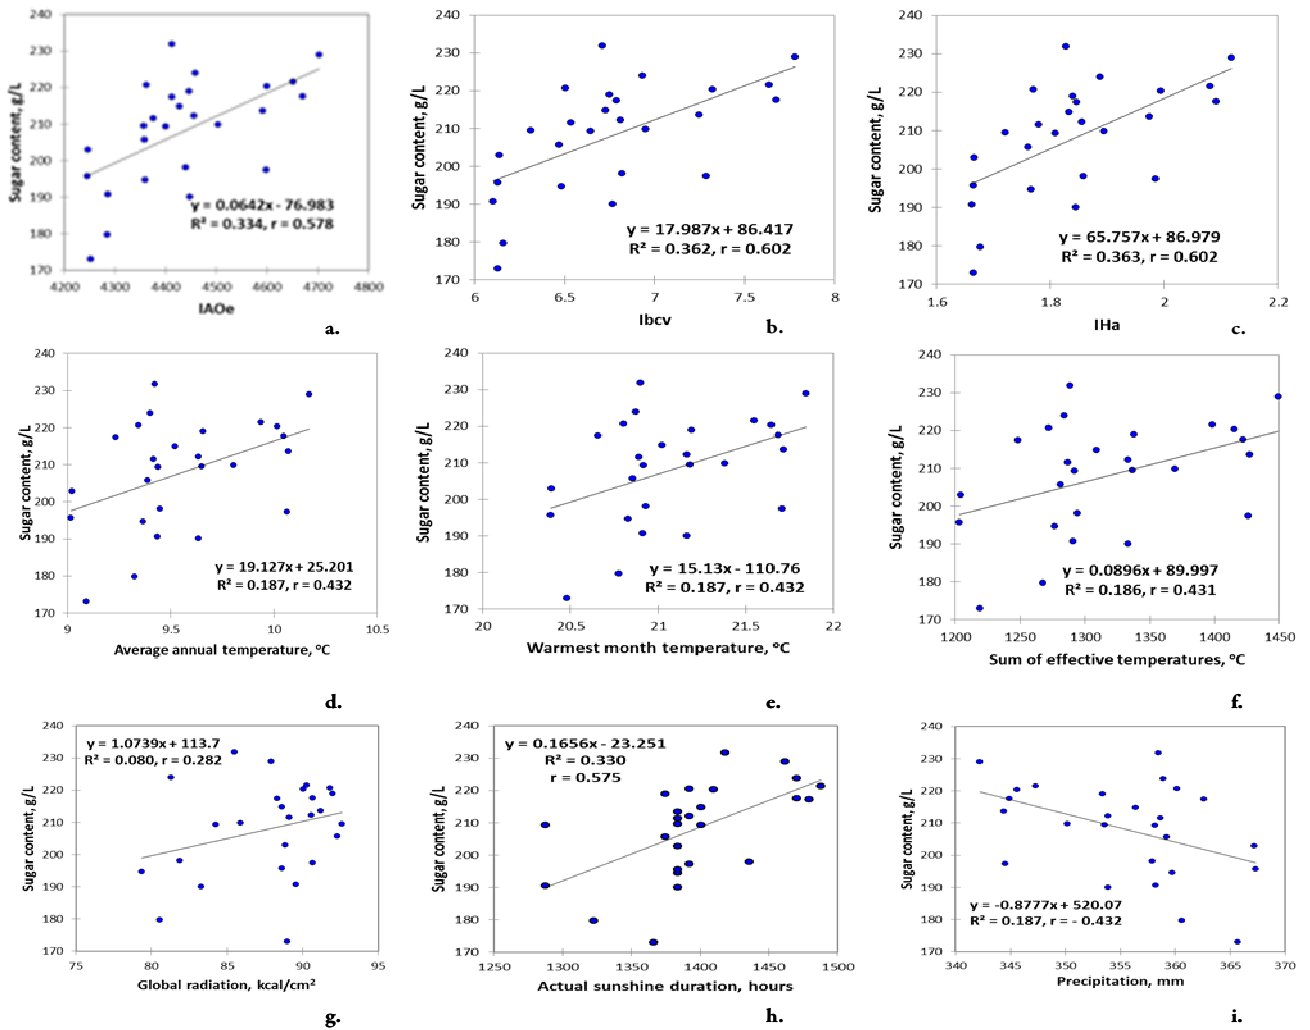 240
230
220
210
200
190
180
170
Sugar content, g/L
y = 0.0642x - 76.983
R² = 0.334, r = 0.578
4200 4300 4400 4500 4600 4700 4800
IAOe
a.
240
230
220
210
200
190
180
170
Sugar content, g/L
y = 17.987x + 86.417
R² = 0.362, r = 0.602
6 6.5 7 7.5 8
Ibcv
b.
240
230
220
210
200
190
180
170
Sugar content, g/L
y = 65.757x + 86.979
R² = 0.363, r = 0.602
1.6 1.8 2 2.2
IHa
c.
240
230
220
210
200
190
180
170
Sugar content, g/L
y = 19.127x + 25.201
R² = 0.187, r = 0.432
9 9.5 10 10.5
Average annual temperature, °C
d.
240
230
220
210
200
190
180
170
Sugar content, g/L
y = 15.13x - 110.76
R² = 0.187, r = 0.432
20 20.5 21 21.5 22
Warmest month temperature, °C
e.
240
230
220
210
200
190
180
170
Sugar content, g/L
y = 0.0896x + 89.997
R² = 0.186, r = 0.431
1200 1250 1300 1350 1400 1450
Sum of effective temperatures, °C
f.
240
230
220
210
200
190
180
170
Sugar content, g/L
y = 1.0739x + 113.7
R² = 0.080, r = 0.282
75 80 85 90 95
Global radiation, kcal/cm²
g.
240
230
220
210
200
190
180
170
Sugar content, g/L
y = 0.1656x - 23.251
R² = 0.330
r = 0.575
1250 1300 1350 1400 1450 1500
Actual sunshine duration, hours
h.
240
230
220
210
200
190
180
170
Sugar content, g/L
y = -0.8777x + 520.07
R² = 0.187, r = - 0.432
340 345 350 355 360 365 370
Precipitation, mm
i.